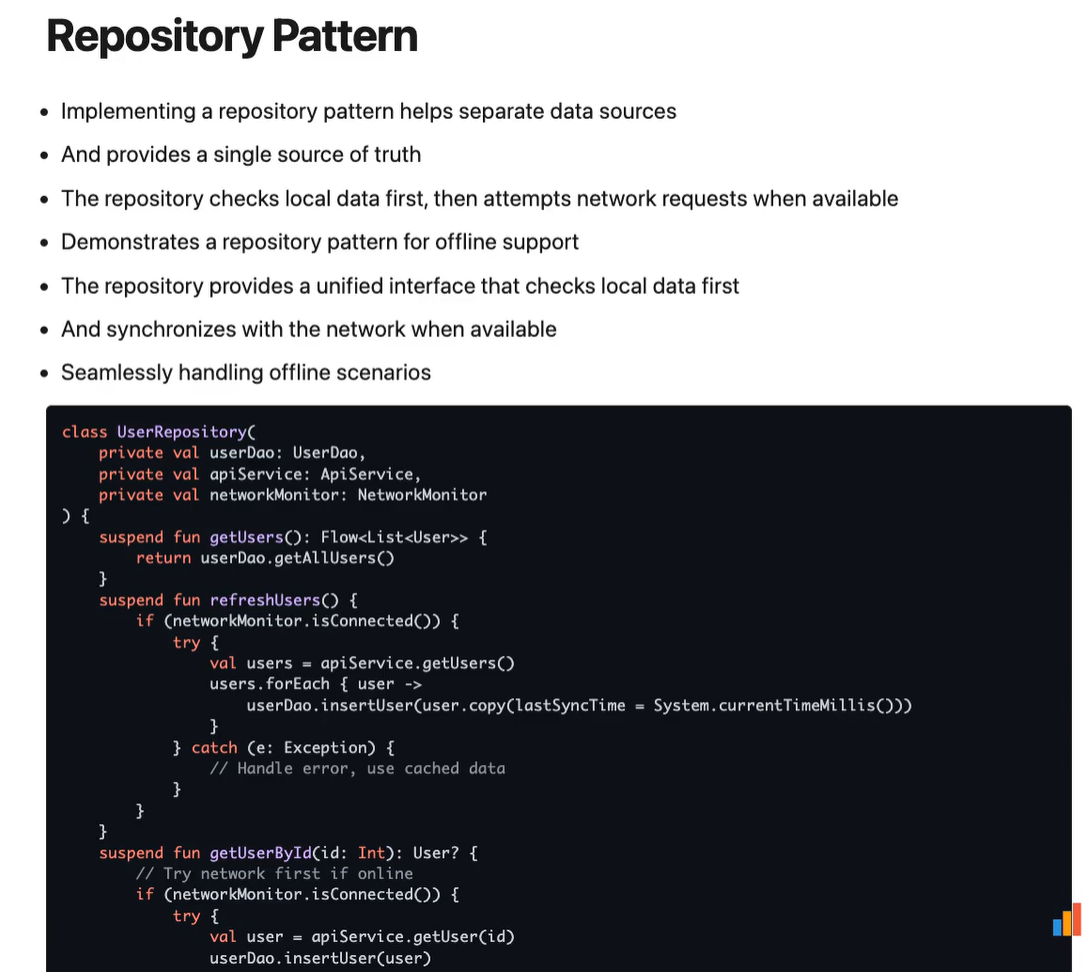 Repository Pattern
• Implementing a repository pattern helps separate data sources
• And provides a single source of truth
• The repository checks local data first, then attempts network requests when available
• Demonstrates a repository pattern for offline support
• The repository provides a unified interface that checks local data first
• And synchronizes with the network when available
• Seamlessly handling offline scenarios
class UserRepository(
    private val userDao: UserDao,
    private val apiService: ApiService,
    private val networkMonitor: NetworkMonitor
) {
    suspend fun getUsers(): Flow<List<User>> {
        return userDao.getAllUsers()
    }
    suspend fun refreshUsers() {
        if (networkMonitor.isConnected()) {
            try {
                val users = apiService.getUsers()
                users.forEach { user ->
                    userDao.insertUser(user.copy(lastSyncTime = System.currentTimeMillis()))
                }
            } catch (e: Exception) {
                // Handle error, use cached data
            }
        }
    }
    suspend fun getUserById(id: Int): User? {
        // Try network first if online
        if (networkMonitor.isConnected()) {
            try {
                val user = apiService.getUser(id)
                userDao.insertUser(user)